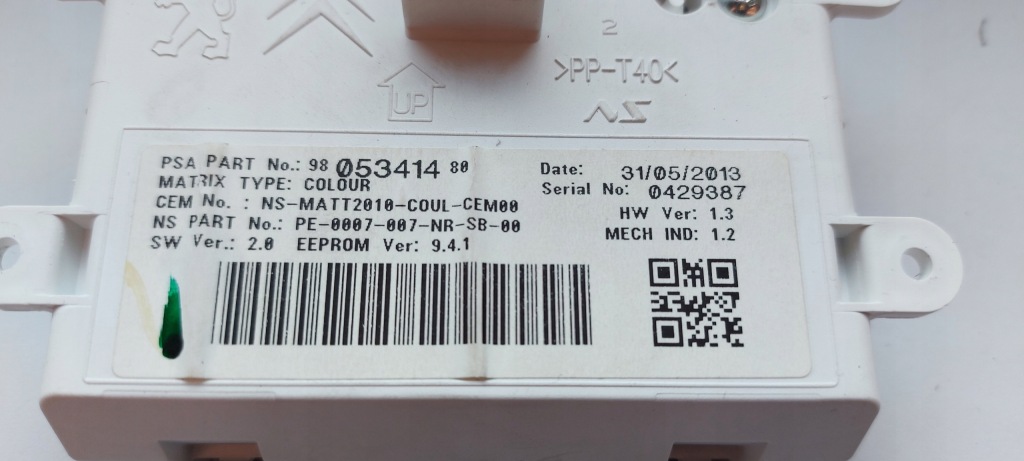 2
>PP-T40<
UP
NS
PSA PART No.: 98 053414 80
MATRIX TYPE: COLOUR
CEM No. : NS-MATT2010-COUL-CEM00
NS PART No.: PE-0007-007-NR-SB-00
SW Ver.: 2.0 EEPROM Ver: 9.4.1
Date: 31/05/2013
Serial No: 0429387
HW Ver: 1.3
MECH IND: 1.2